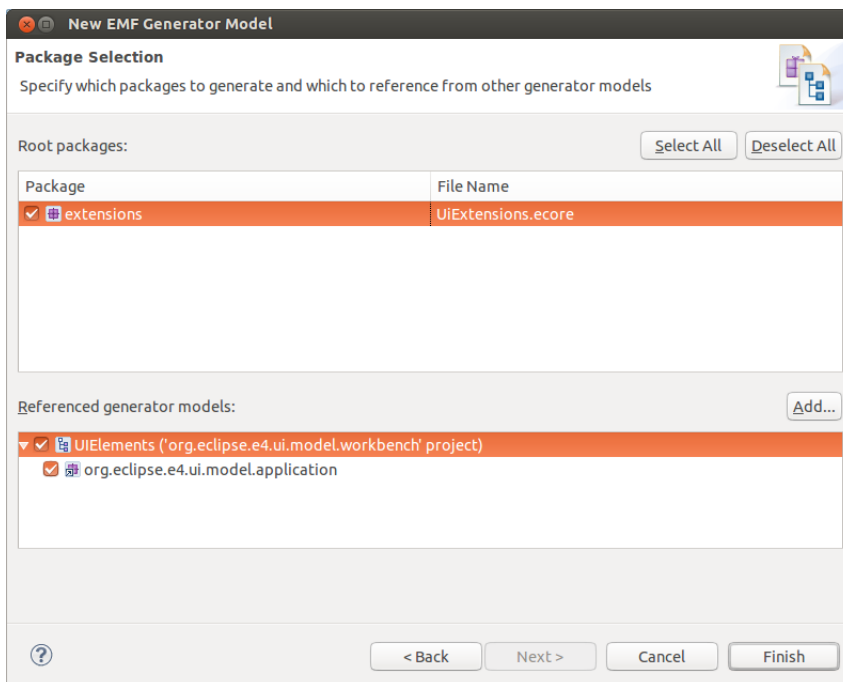 New EMF Generator Model
Package Selection
Specify which packages to generate and which to reference from other generator models
Root packages:
Select All
Deselect All
Package
File Name
extensions
UiExtensions.ecore
Referenced generator models:
Add...
UIElements ('org.eclipse.e4.ui.model.workbench' project)
org.eclipse.e4.ui.model.application
?
< Back
Next >
Cancel
Finish